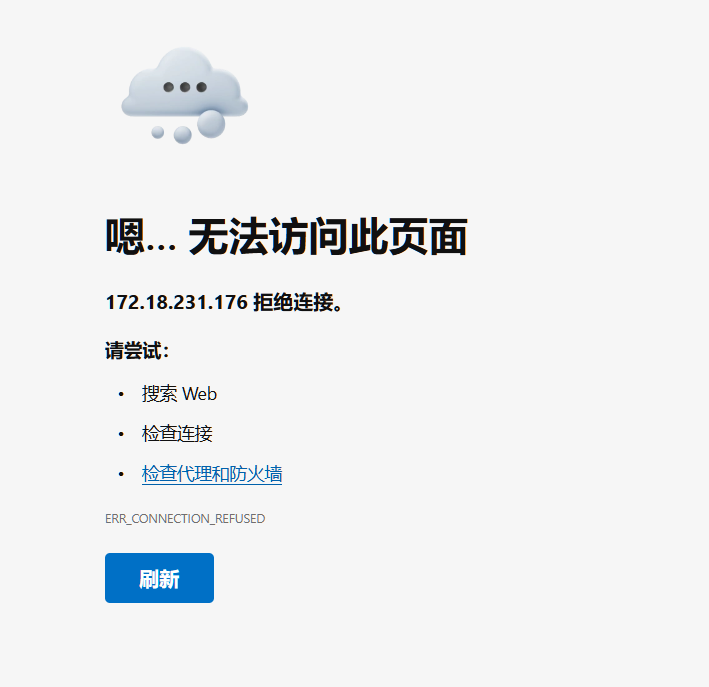 嗯... 无法访问此页面
172.18.231.176 拒绝连接。
请尝试：
• 搜索 Web
• 检查连接
• 检查代理和防火墙
ERR_CONNECTION_REFUSED
刷新